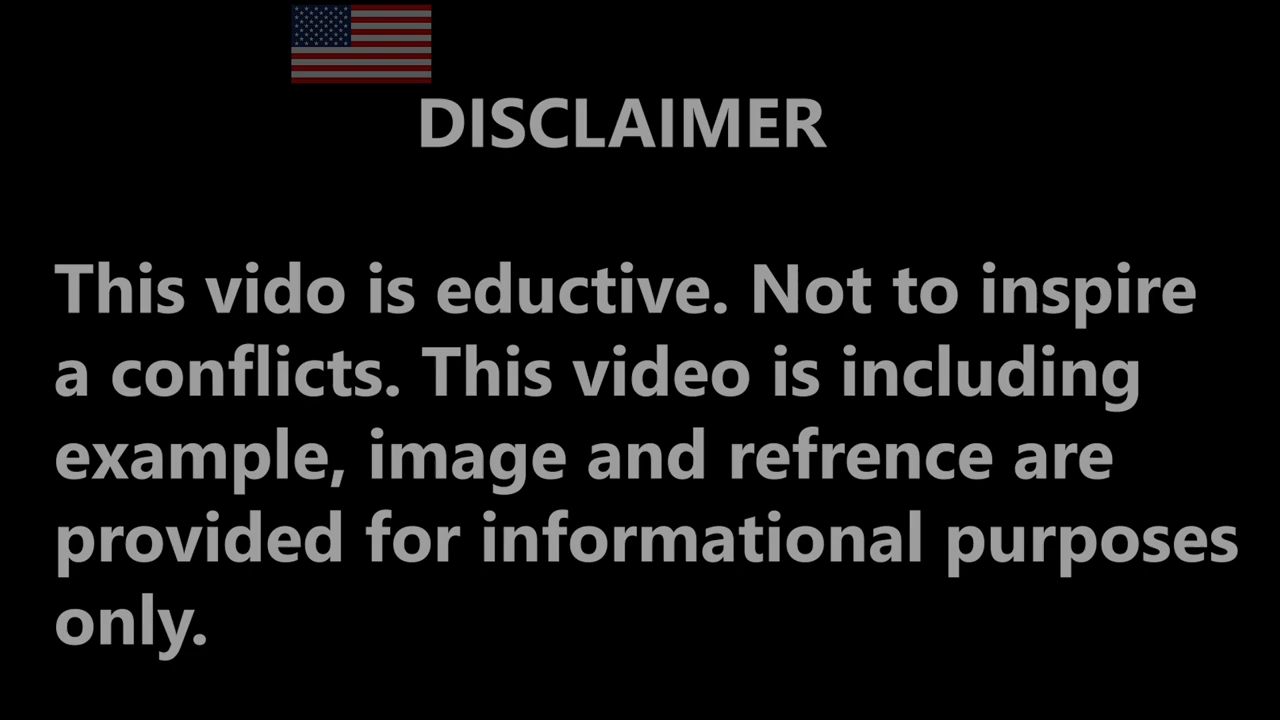 DISCLAIMER
This vido is eductive. Not to inspire
a conflicts. This video is including
example, image and refrence are
provided for informational purposes
only.